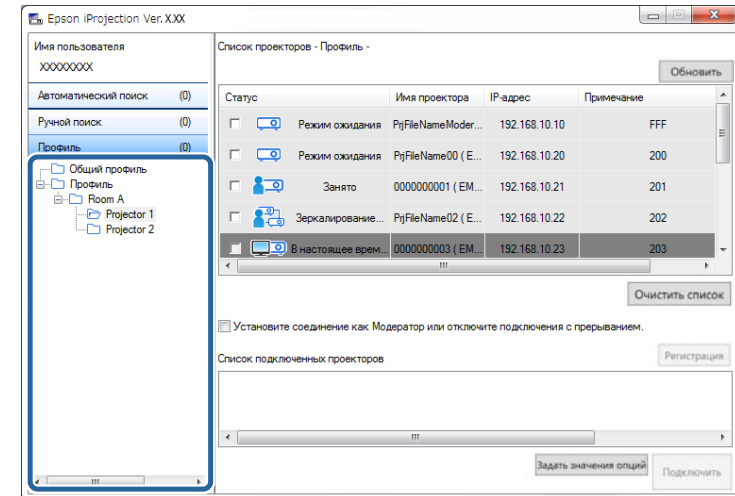 Epson iProjection Ver. X.XX
Имя пользователя
XXXXXXXX
Автоматический поиск (0)
Ручной поиск (0)
Профиль (0)
Общий профиль
Профиль
Room A
Projector 1
Projector 2
Список проекторов - Профиль -
Обновить
Статус Имя проектора IP-адрес Примечание
Режим ожидания PrjFileNameModer... 192.168.10.10 FFF
Режим ожидания PrjFileName00 ( E... 192.168.10.20 200
Занято 0000000001 ( EM... 192.168.10.21 201
Зеркалирование... PrjFileName02 ( E... 192.168.10.22 202
В настоящее врем... 0000000003 ( EM... 192.168.10.23 203
Очистить список
Установите соединение как Модератор или отключите подключения с прерыванием.
Список подключенных проекторов
Регистрация
Задать значения опций
Подключить